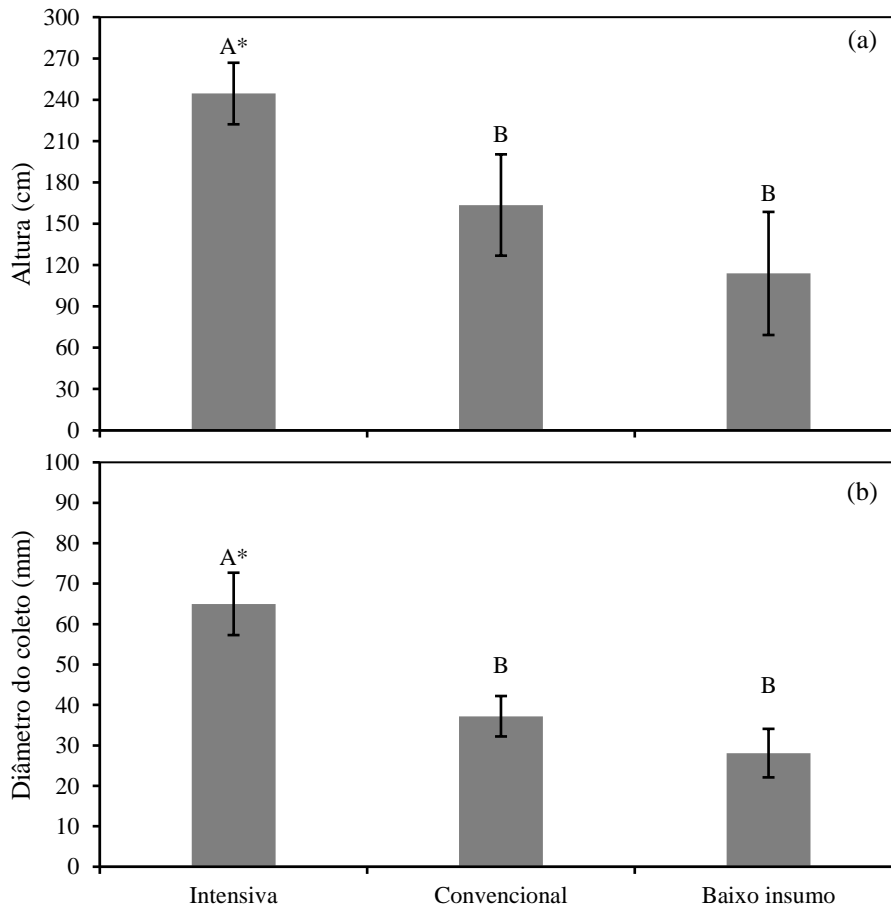 300
270
240
210
180
150
120
90
60
30
0
Altura (cm)
(a)
A*
B
B
100
90
80
70
60
50
40
30
20
10
0
Diâmetro do coleto (mm)
(b)
A*
B
B
Intensiva Convencional Baixo insumo